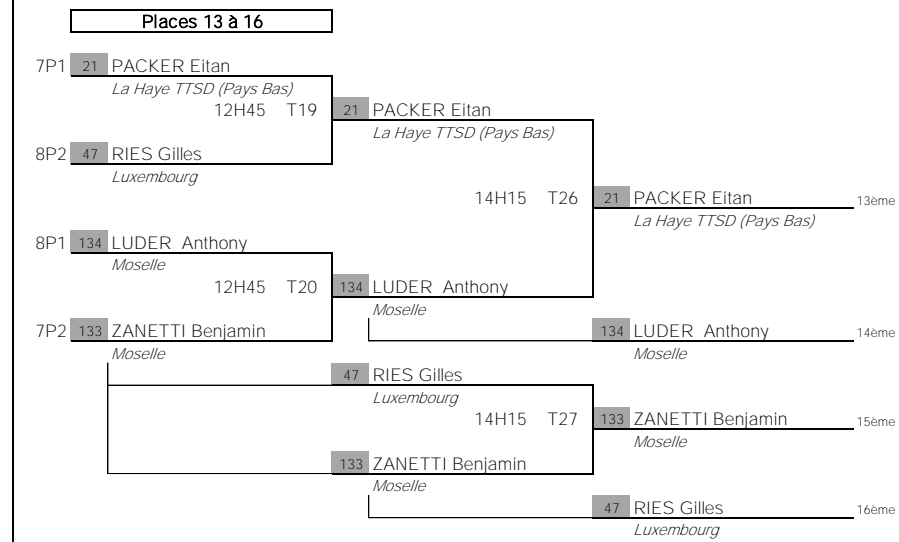 Places 13 à 16
7P1 21 PACKER Eitan
La Haye TTSD (Pays Bas)
12H45 T19 21 PACKER Eitan
La Haye TTSD (Pays Bas)
8P2 47 RIES Gilles
Luxembourg
14H15 T26 21 PACKER Eitan 13ème
La Haye TTSD (Pays Bas)
8P1 134 LUDER Anthony
Moselle
12H45 T20 134 LUDER Anthony
Moselle
7P2 133 ZANETTI Benjamin 134 LUDER Anthony 14ème
Moselle Moselle
47 RIES Gilles
Luxembourg
14H15 T27 133 ZANETTI Benjamin 15ème
Moselle
133 ZANETTI Benjamin
Moselle
47 RIES Gilles 16ème
Luxembourg